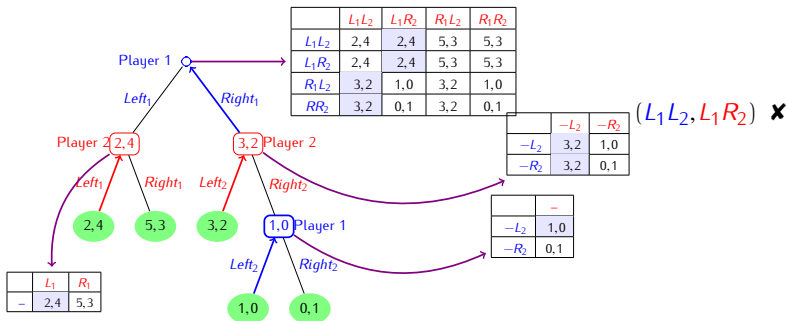 L₁L₂ L₁R₂ R₁L₂ R₁R₂
L₁L₂ 2,4 2,4 5,3 5,3
L₁R₂ 2,4 2,4 5,3 5,3
R₁L₂ 3,2 1,0 3,2 1,0
RR₂ 3,2 0,1 3,2 0,1
Player 1
Left₁ Right₁
(L₁L₂, L₁R₂) ✘
−L₂ −R₂
−L₂ 3,2 1,0
−R₂ 3,2 0,1
Player 2 2,4 3,2 Player 2
Left₁ Right₁ Left₂ Right₂
2,4 5,3 3,2 1,0 Player 1
−
−L₂ 1,0
−R₂ 0,1
Left₂ Right₂
L₁ R₁
− 2,4 5,3
1,0 0,1